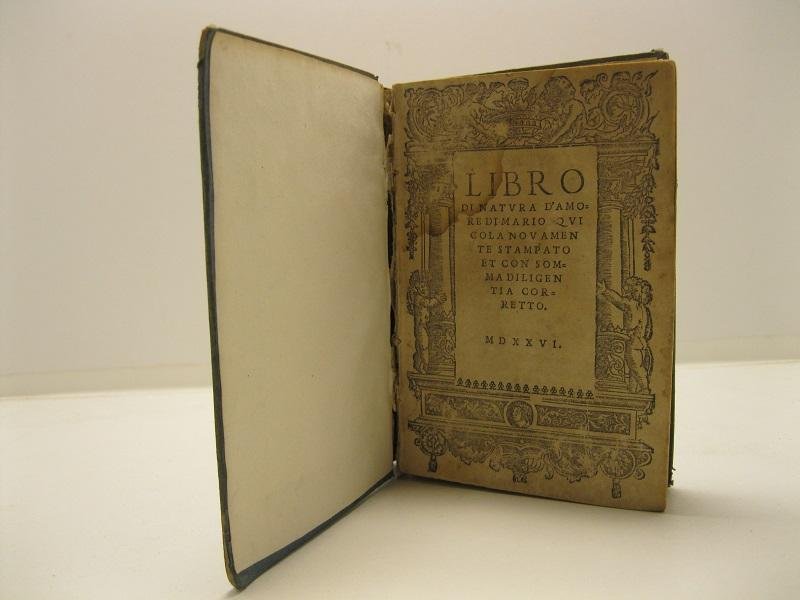 LIBRO
DI NATVRA D'AMO=
RE DI MARIO QVI
COLA NOVAMEN
TE STAMPATO
ET CON SOM=
MA DILIGEN
TIA COR=
RETTO.
MDXXVI.